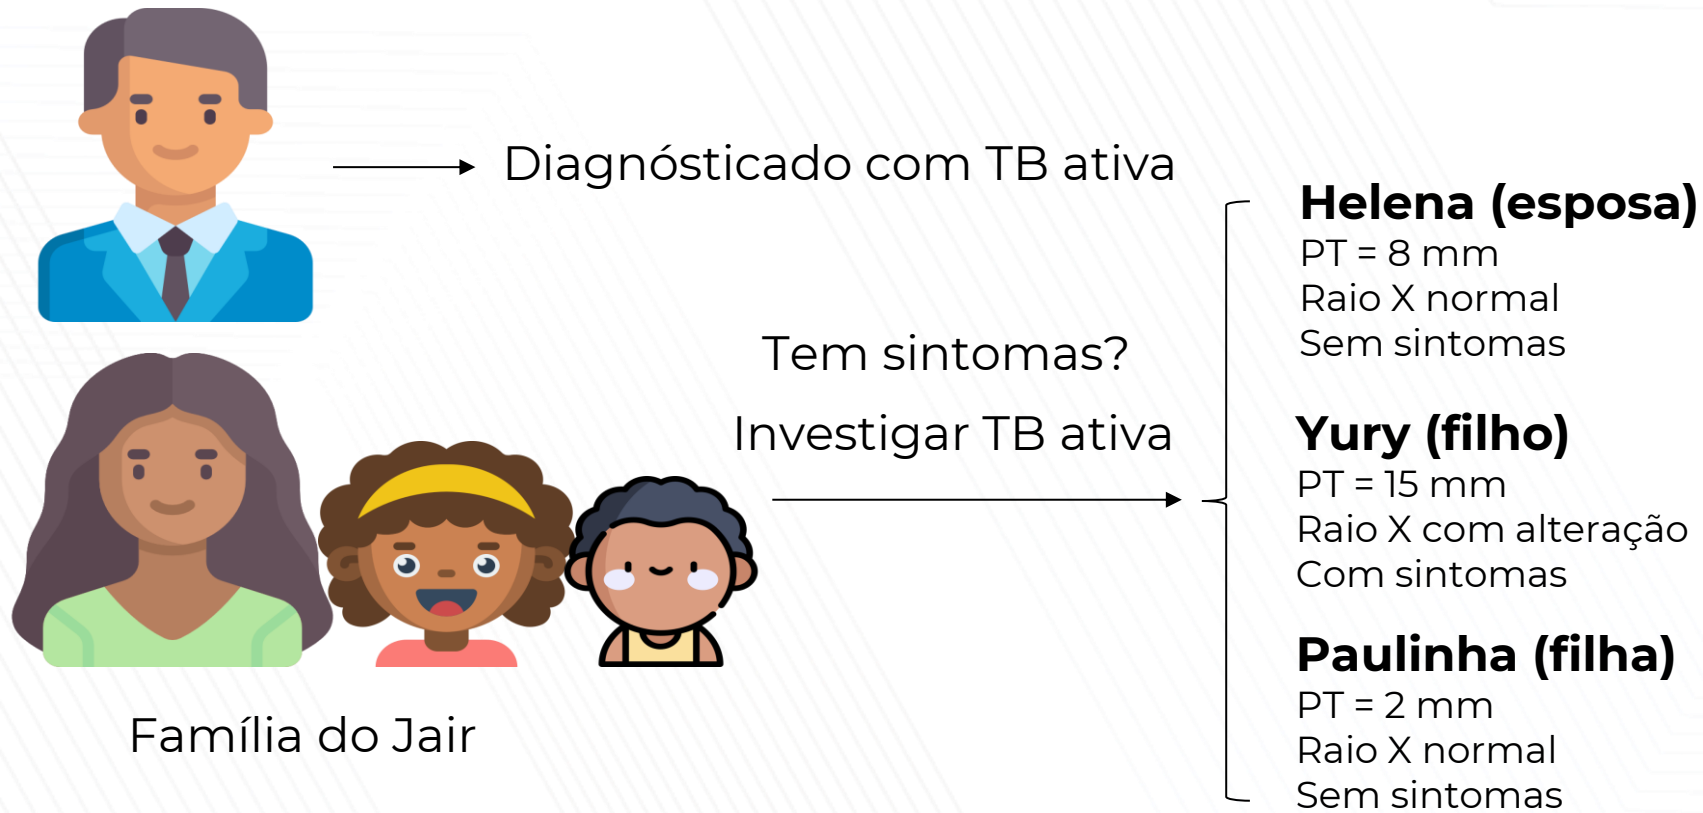 Diagnósticado com TB ativa
Família do Jair
Tem sintomas?
Investigar TB ativa
Helena (esposa)
PT = 8 mm
Raio X normal
Sem sintomas
Yury (filho)
PT = 15 mm
Raio X com alteração
Com sintomas
Paulinha (filha)
PT = 2 mm
Raio X normal
Sem sintomas